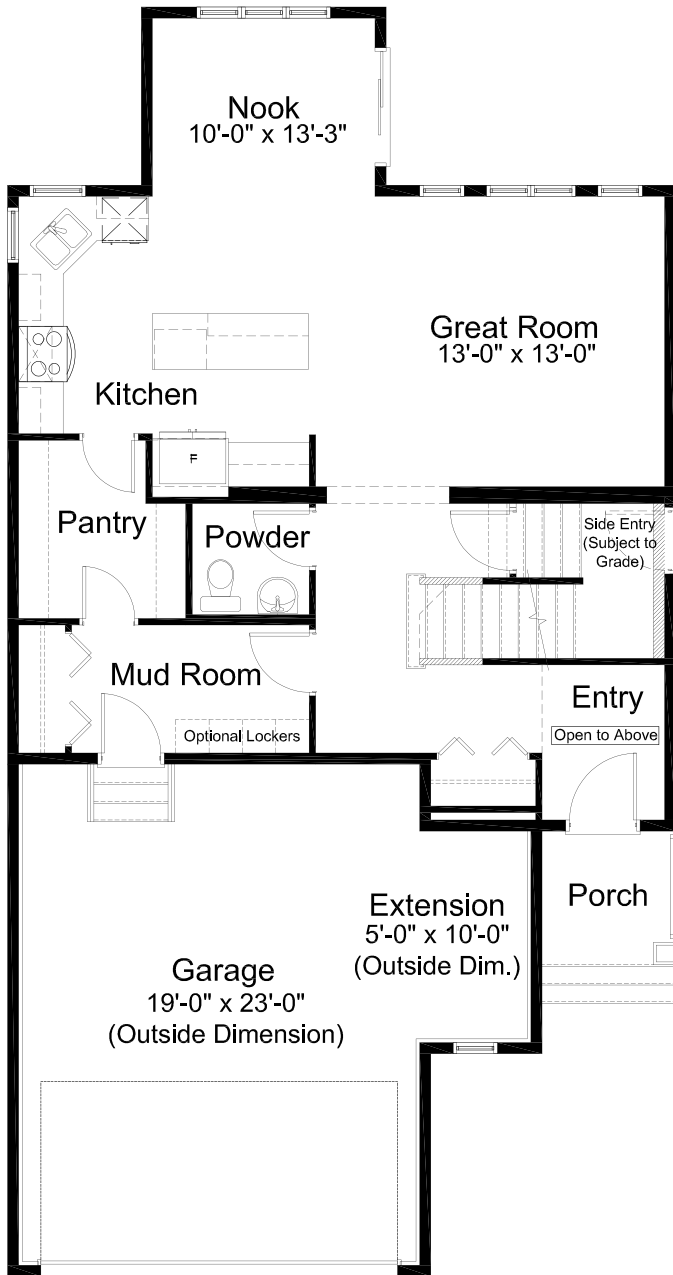 Nook
10'-0" x 13'-3"
Great Room
13'-0" x 13'-0"
Kitchen
F
Pantry
Powder
Side Entry
(Subject to
Grade)
Mud Room
Optional Lockers
Entry
Open to Above
Porch
Extension
5'-0" x 10'-0"
(Outside Dim.)
Garage
19'-0" x 23'-0"
(Outside Dimension)